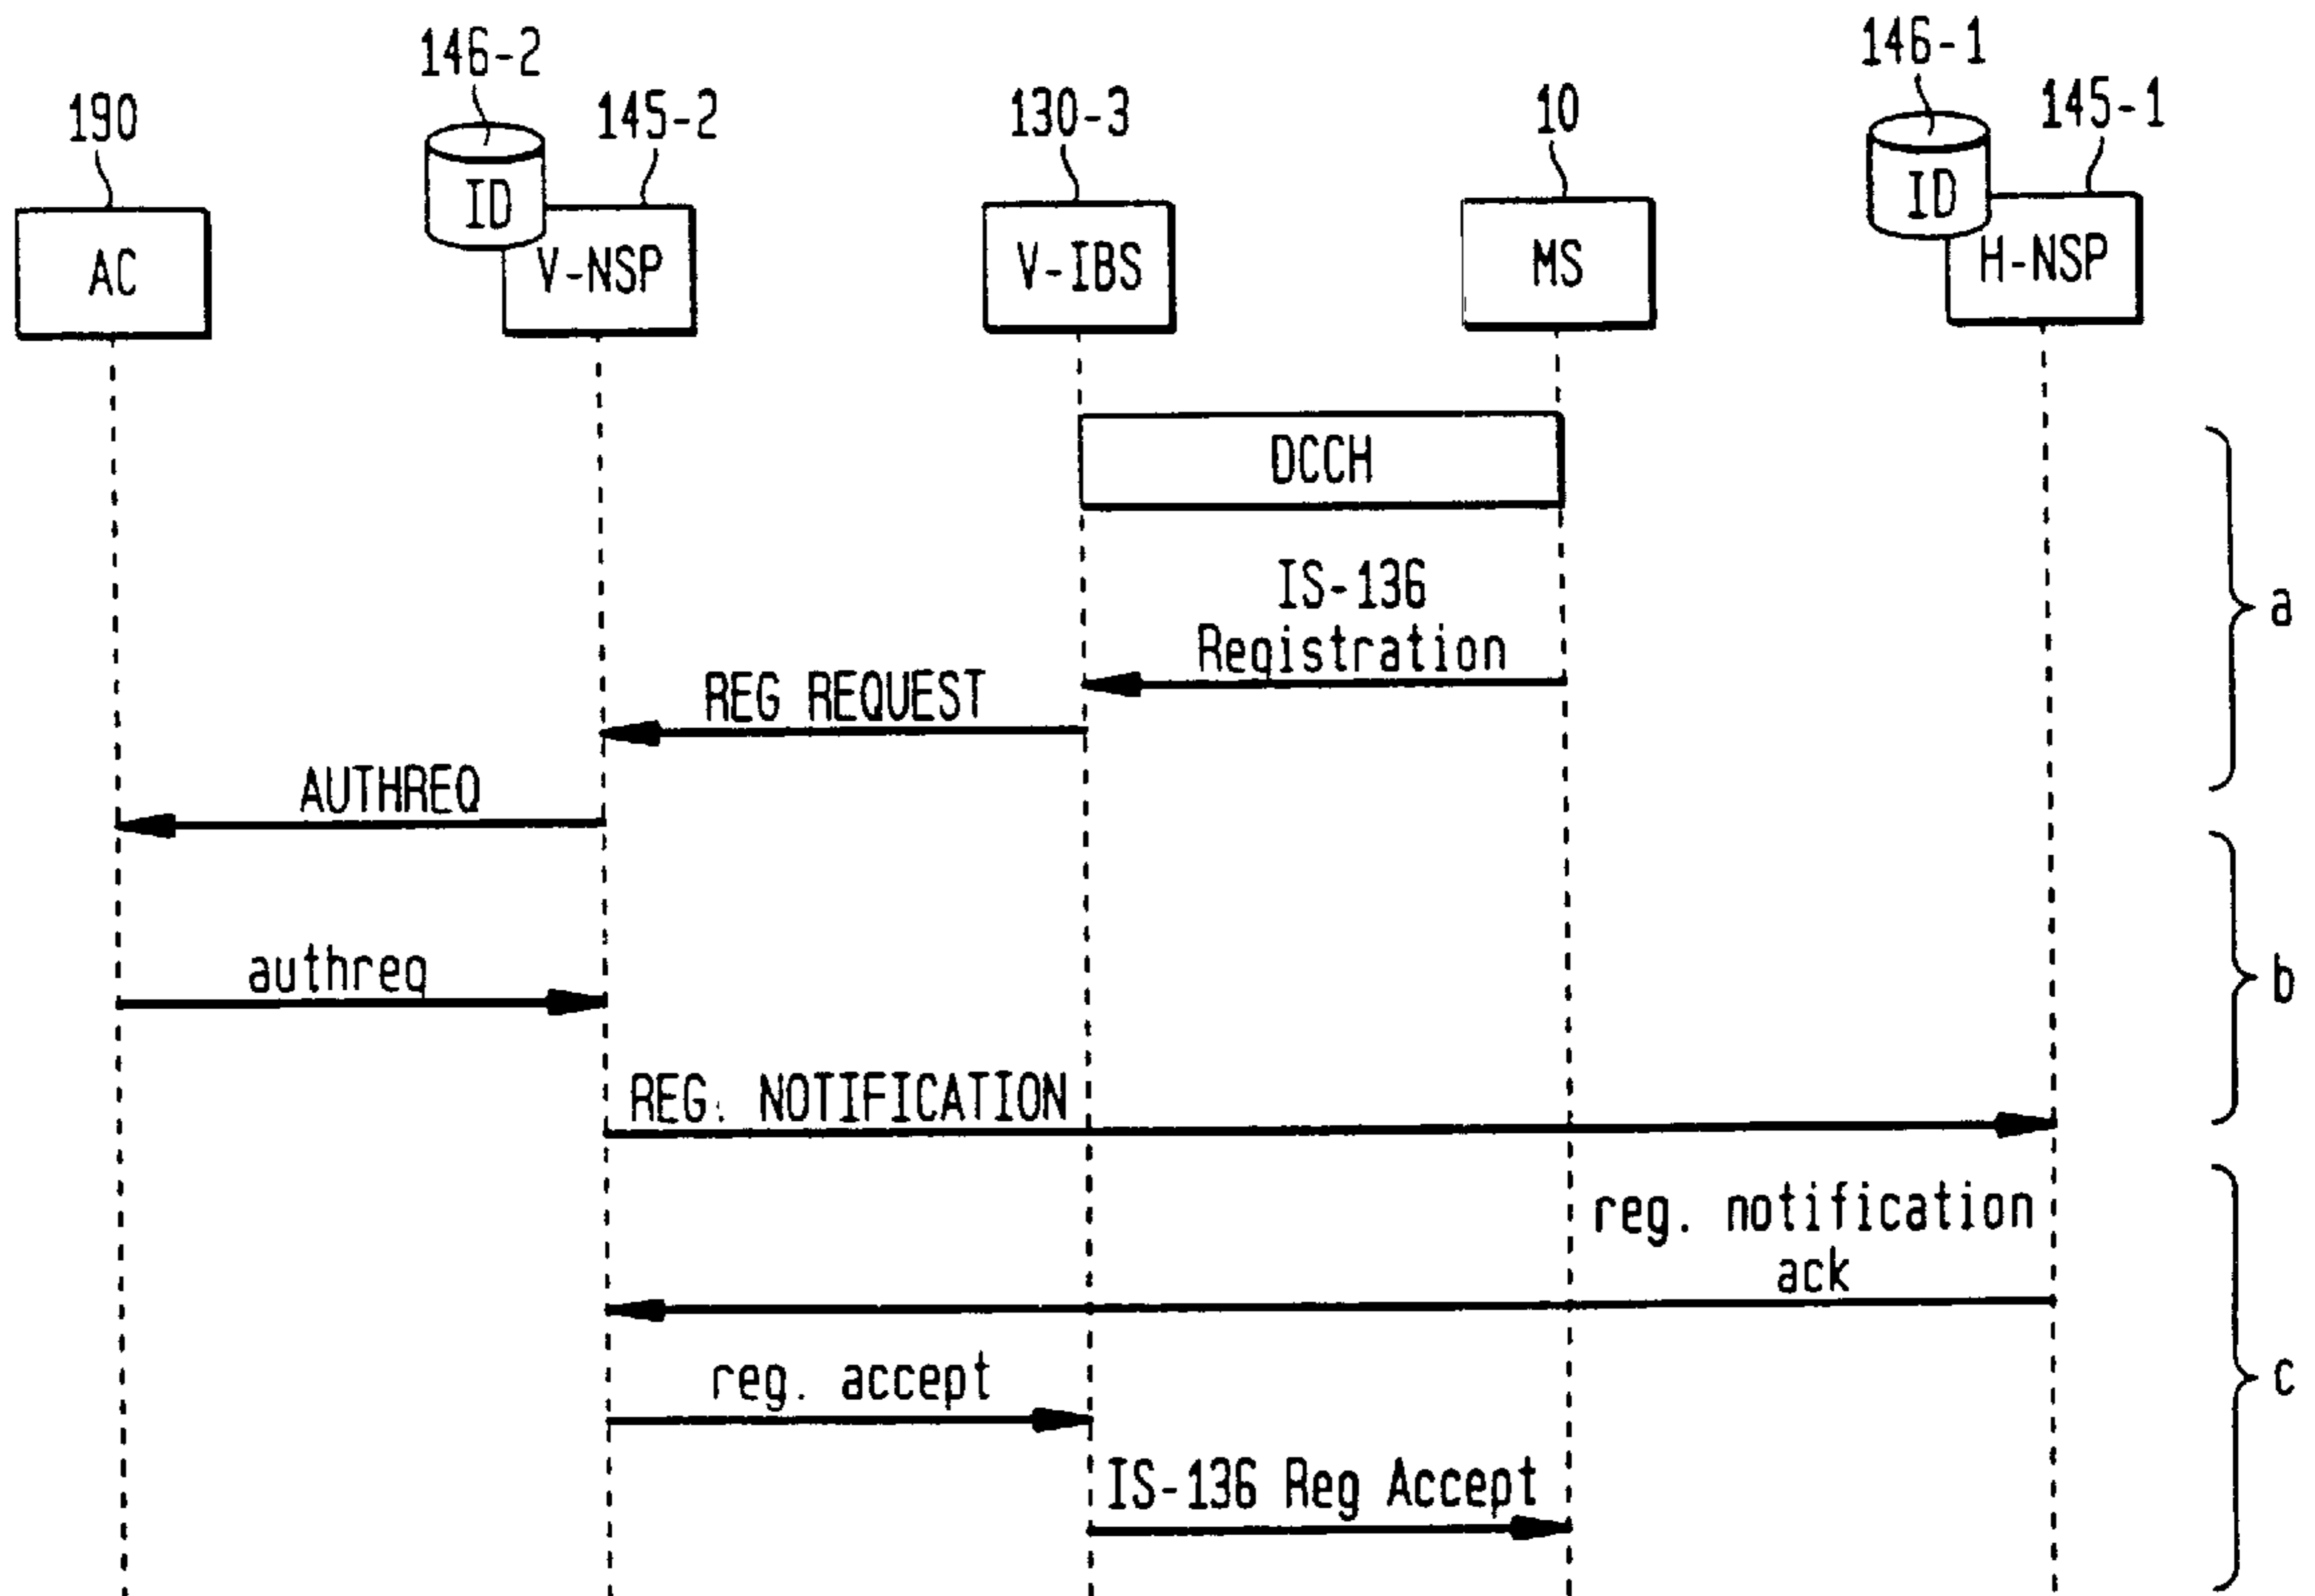 146-2
146-1
190
145-2
130-3
10
145-1
ID
ID
AC
V-NSP
V-IBS
MS
H-NSP
DCCH
IS-136
Registration
a
REG REQUEST
AUTHREQ
authreq
b
REG. NOTIFICATION
reg. notification
ack
reg. accept
c
IS-136 Reg Accept